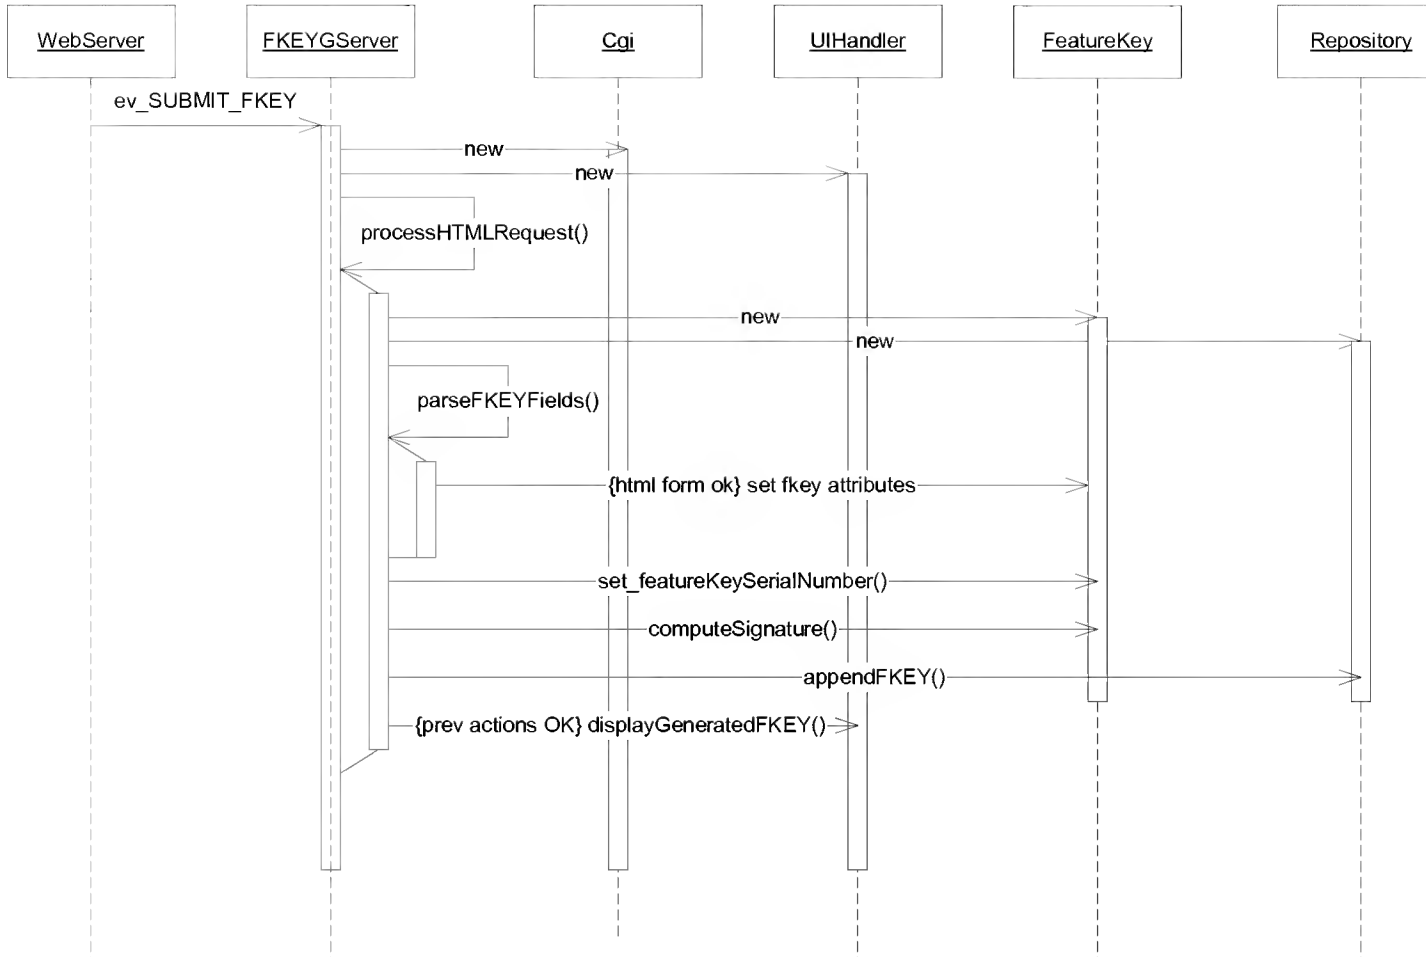 WebServer
FKEYGServer
Cgi
UIHandler
FeatureKey
Repository
ev_SUBMIT_FKEY
new
new
processHTMLRequest()
new
new
parseFKEYFields()
{html form ok} set fkey attributes
set_featureKeySerialNumber()
computeSignature()
appendFKEY()
{prev actions OK} displayGeneratedFKEY()